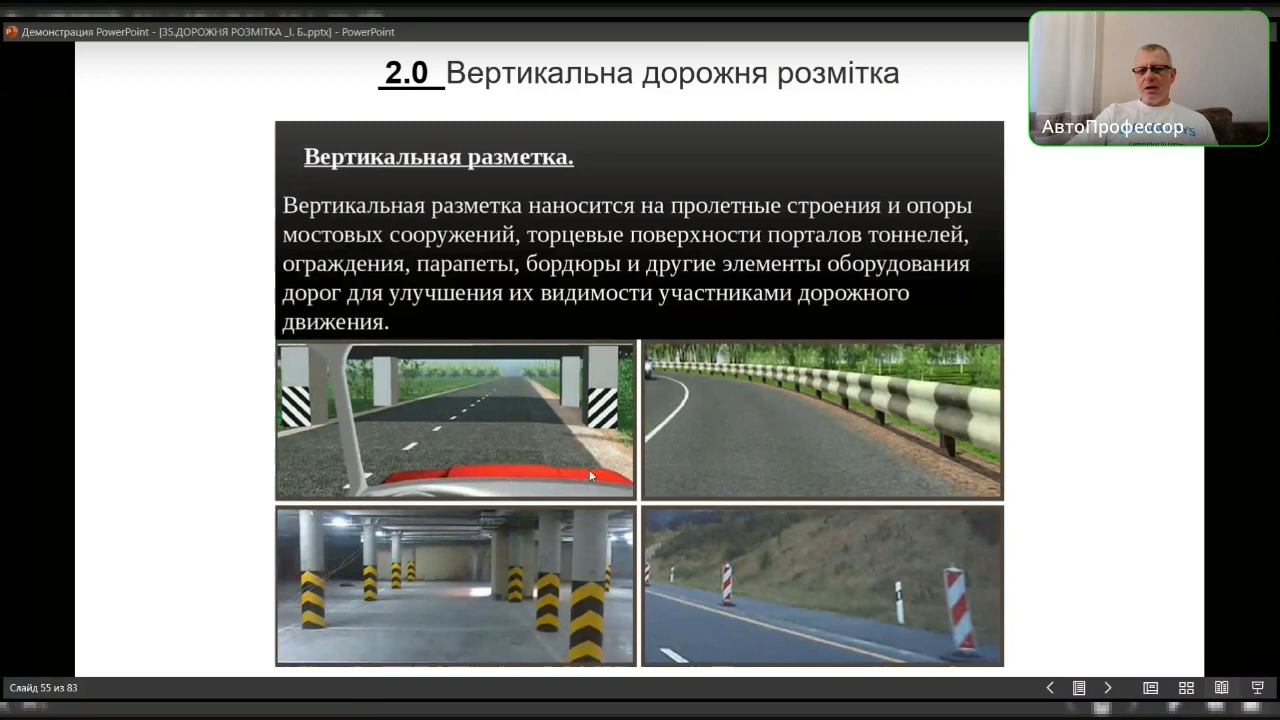 Демонстрация PowerPoint - [35.ДОРОЖНЯ РОЗМІТКА _І. Б..pptx] - PowerPoint
2.0 Вертикальна дорожня розмітка
АвтоПрофессор
Вертикальная разметка.
Вертикальная разметка наносится на пролетные строения и опоры
мостовых сооружений, торцевые поверхности порталов тоннелей,
ограждения, парапеты, бордюры и другие элементы оборудования
дорог для улучшения их видимости участниками дорожного
движения.
Слайд 55 из 83